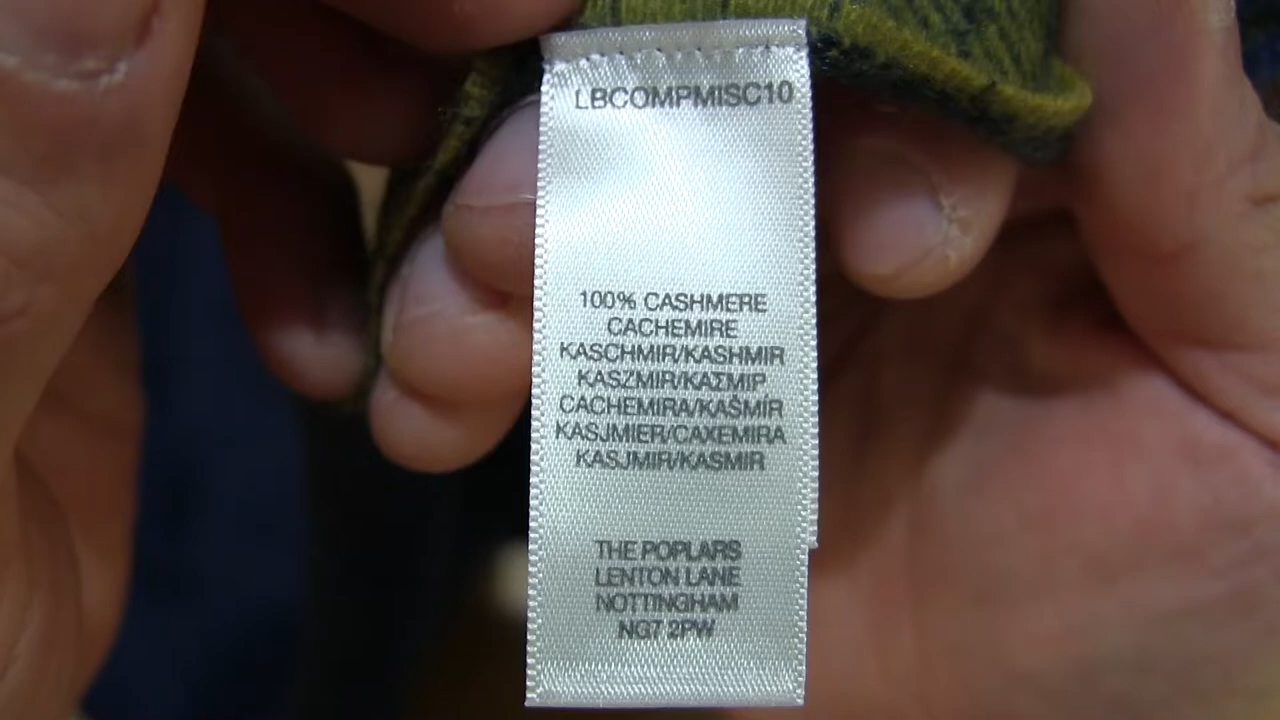 LBCOMPMISC10
100% CASHMERE
CACHEMIRE
KASCHMIR/KASHMIR
KASZMIR/ΚΑΣΜΙΡ
CACHEMIRA/KAŠMÍR
KASJMIER/CAXEMIRA
KASJMIR/KASMIR
THE POPLARS
LENTON LANE
NOTTINGHAM
NG7 2PW